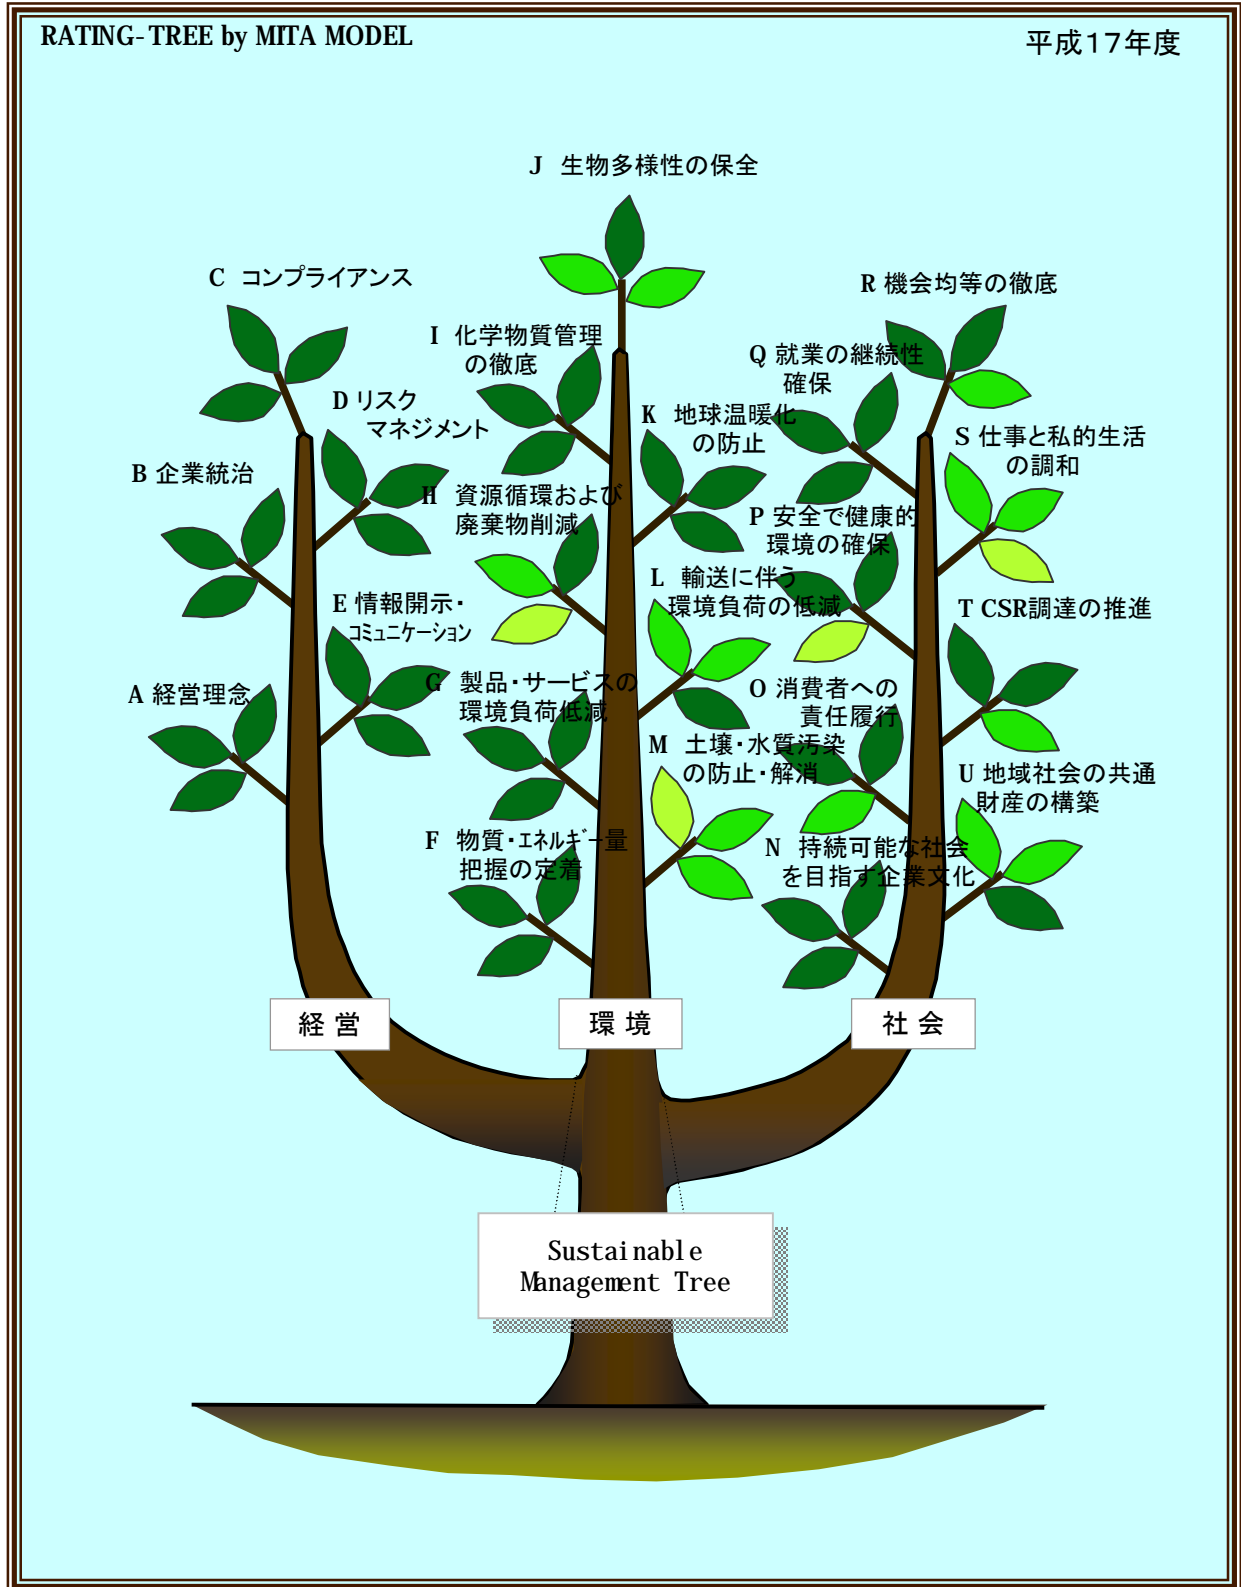 RATING-TREE by MITA MODEL
平成17年度
J 生物多様性の保全
C コンプライアンス
R 機会均等の徹底
I 化学物質管理
の徹底
Q 就業の継続性
確保
D リスク
マネジメント
K 地球温暖化
の防止
S 仕事と私的生活
の調和
B 企業統治
H 資源循環および
廃棄物削減
P 安全で健康的
環境の確保
L 輸送に伴う
環境負荷の低減
E 情報開示・
コミュニケーション
T CSR調達の推進
A 経営理念
G 製品・サービスの
環境負荷低減
O 消費者への
責任履行
M 土壌・水質汚染
の防止・解消
U 地域社会の共通
財産の構築
F 物質・エネルギー量
把握の定着
N 持続可能な社会
を目指す企業文化
経営
環境
社会
Sustainable
Management Tree